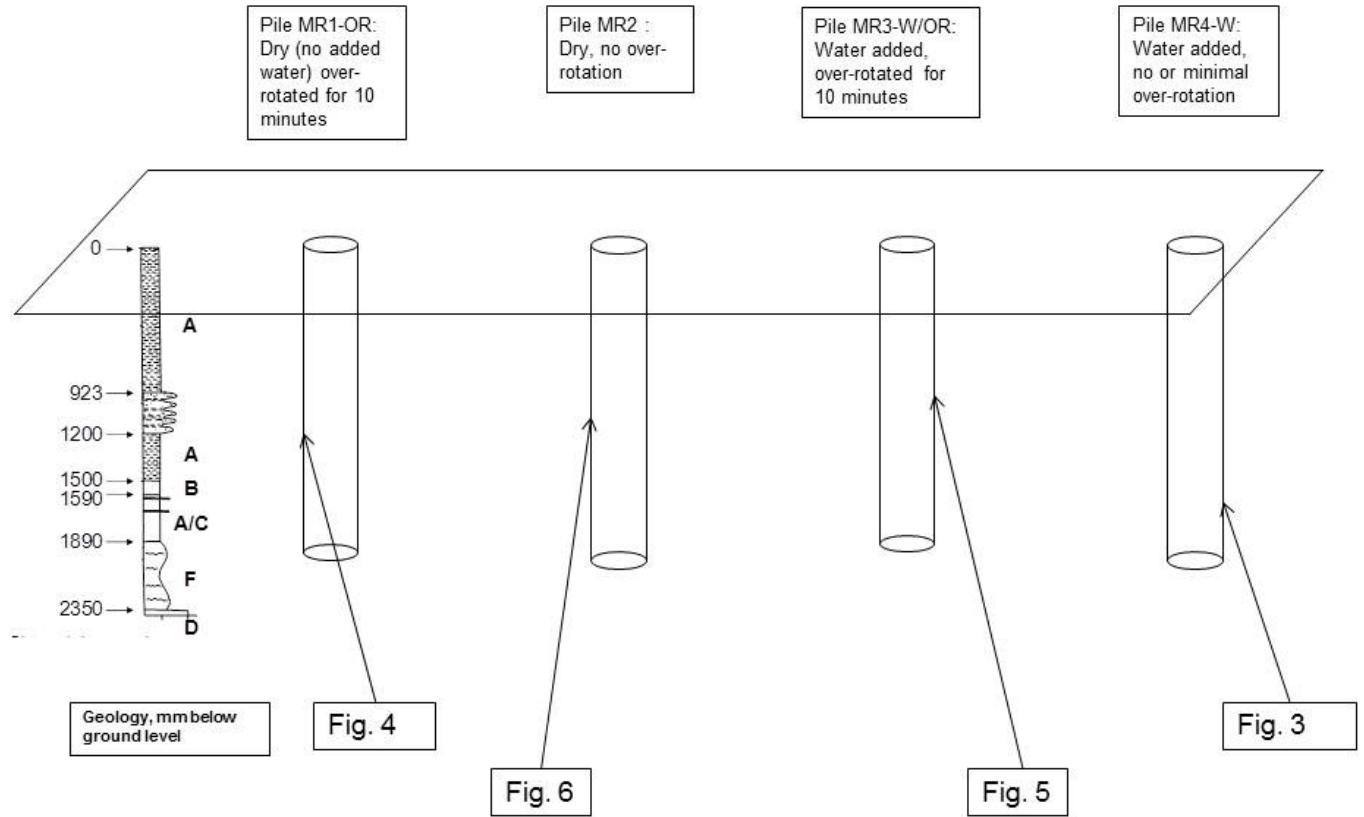 Pile MR1-OR:
Dry (no added
water) over-
rotated for 10
minutes
Pile MR2 :
Dry, no over-
rotation
Pile MR3-W/OR:
Water added,
over-rotated for
10 minutes
Pile MR4-W:
Water added,
no or minimal
over-rotation
0
A
923
1200
A
1500
B
1590
A/C
1890
F
2350
D
Geology, mm below
ground level
Fig. 4
Fig. 3
Fig. 6
Fig. 5